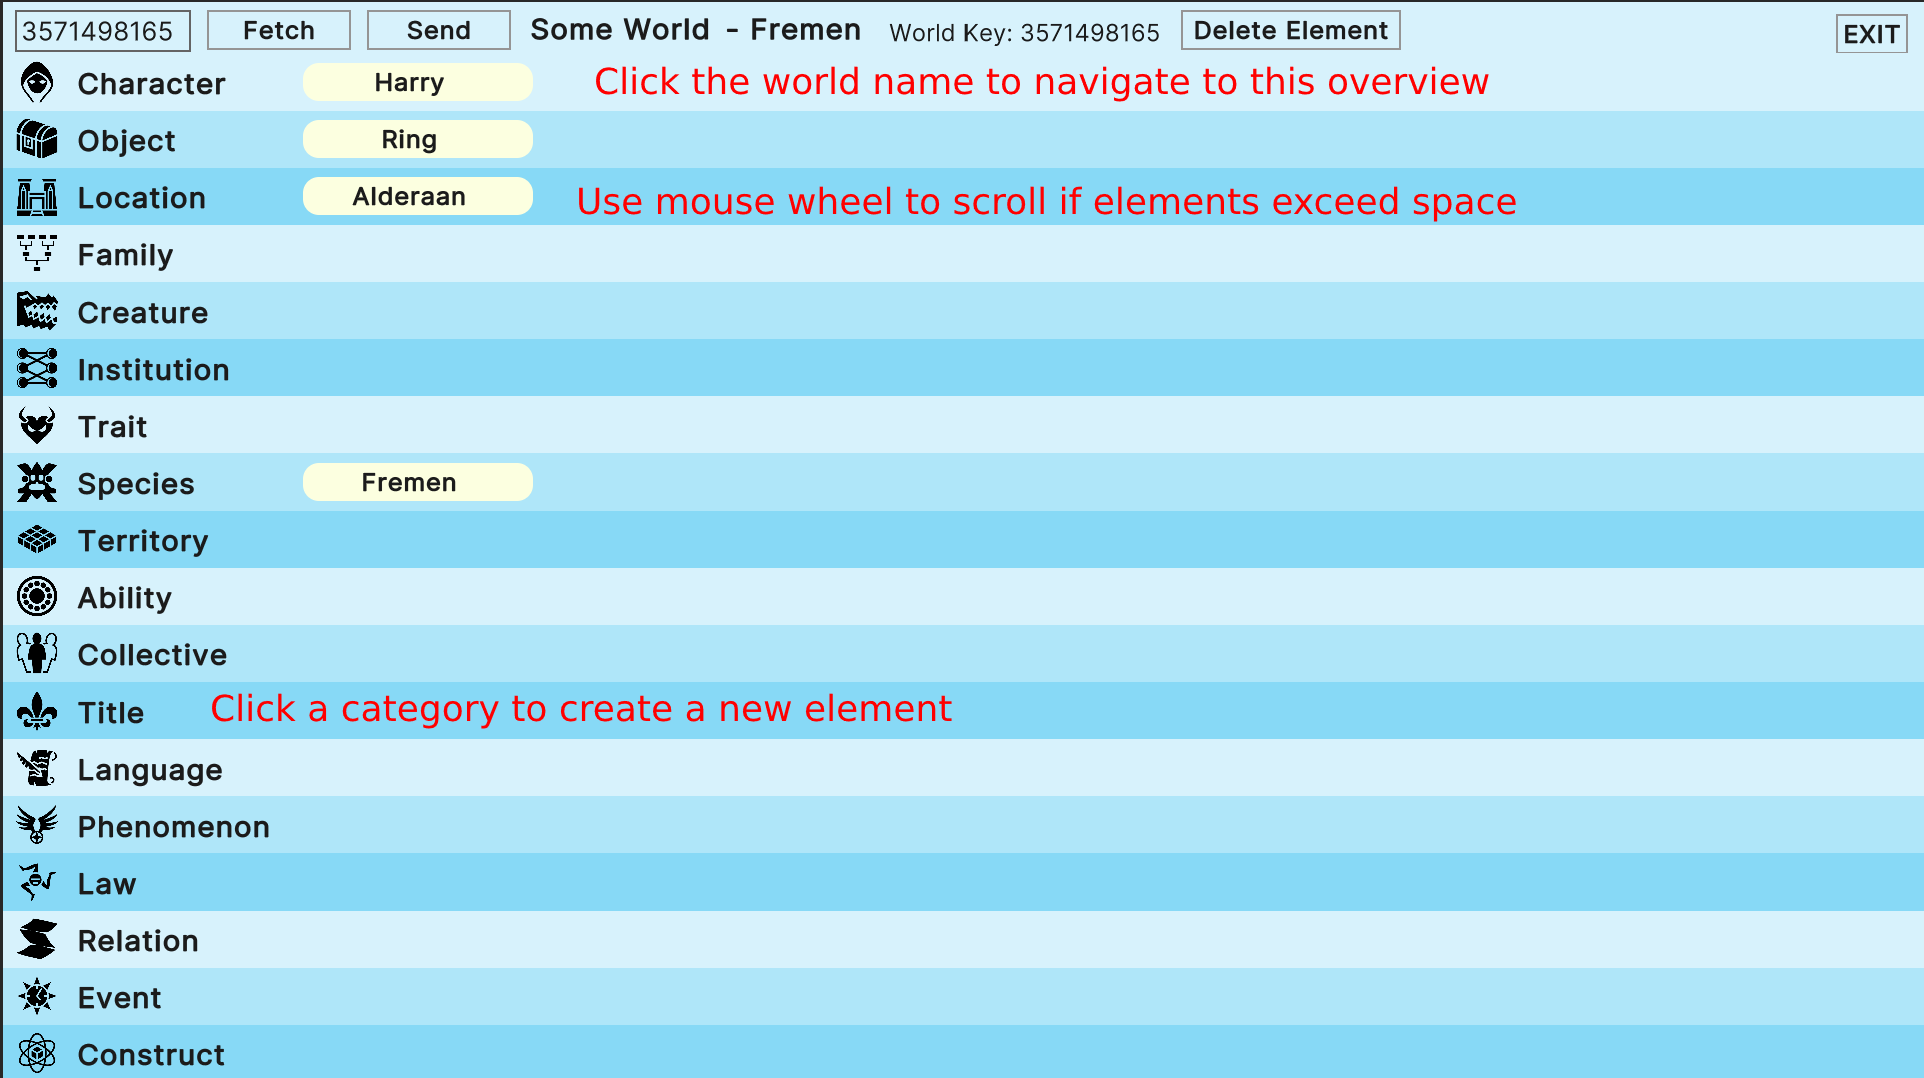 3571498165 Fetch Send Some World - Fremen World Key: 3571498165 Delete Element EXIT
Character Harry Click the world name to navigate to this overview
Object Ring
Location Alderaan Use mouse wheel to scroll if elements exceed space
Family
Creature
Institution
Trait
Species Fremen
Territory
Ability
Collective
Title Click a category to create a new element
Language
Phenomenon
Law
Relation
Event
Construct